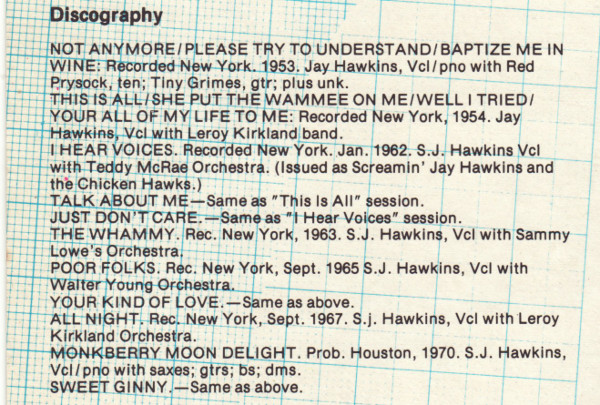 Discography
NOT ANYMORE/PLEASE TRY TO UNDERSTAND/BAPTIZE ME IN
WINE: Recorded New York. 1953. Jay Hawkins, Vcl/pno with Red
Prysock, ten; Tiny Grimes, gtr; plus unk.
THIS IS ALL/SHE PUT THE WAMMEE ON ME/WELL I TRIED/
YOUR ALL OF MY LIFE TO ME: Recorded New York, 1954. Jay
Hawkins, Vcl with Leroy Kirkland band.
I HEAR VOICES. Recorded New York. Jan. 1962. S.J. Hawkins Vcl
with Teddy McRae Orchestra. (Issued as Screamin' Jay Hawkins and
the Chicken Hawks.)
TALK ABOUT ME—Same as "This Is All" session.
JUST DON'T CARE.—Same as "I Hear Voices" session.
THE WHAMMY. Rec. New York, 1963. S.J. Hawkins, Vcl with Sammy
Lowe's Orchestra.
POOR FOLKS. Rec. New York, Sept. 1965 S.J. Hawkins, Vcl with
Walter Young Orchestra.
YOUR KIND OF LOVE.—Same as above.
ALL NIGHT. Rec. New York, Sept. 1967. S.j. Hawkins, Vcl with Leroy
Kirkland Orchestra.
MONKBERRY MOON DELIGHT. Prob. Houston, 1970. S.J. Hawkins,
Vcl/pno with saxes; gtrs; bs; dms.
SWEET GINNY.—Same as above.